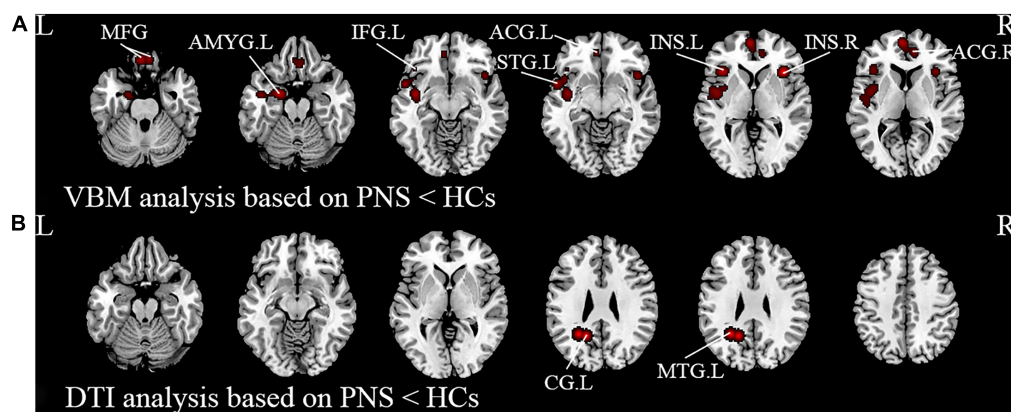 A
L
R
MFG
AMYG.L
IFG.L
ACG.L
STG.L
INS.L
INS.R
ACG.R
VBM analysis based on PNS < HCs
B
L
R
CG.L
MTG.L
DTI analysis based on PNS < HCs